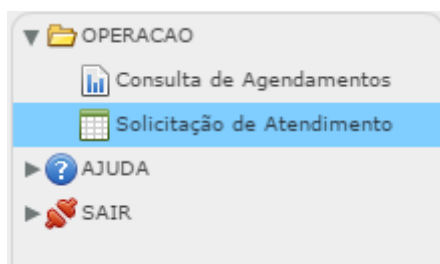 OPERACAO
Consulta de Agendamentos
Solicitação de Atendimento
AJUDA
SAIR